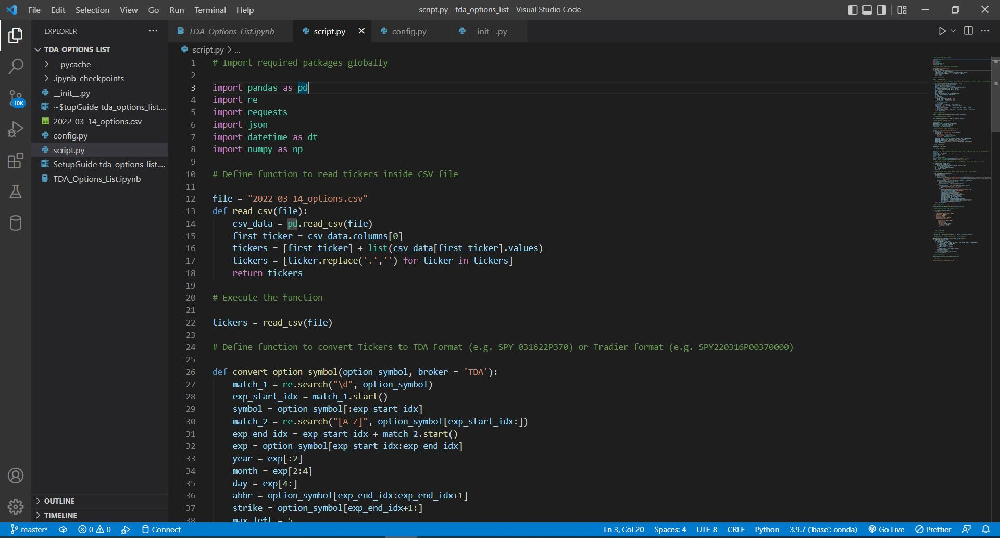 File Edit Selection View Go Run Terminal Help
script.py - tda_options_list - Visual Studio Code
EXPLORER
TDA_OPTIONS_LIST
__pycache__
.ipynb_checkpoints
__init__.py
~$tupGuide tda_options_list....
2022-03-14_options.csv
config.py
script.py
SetupGuide tda_options_list....
TDA_Options_List.ipynb
OUTLINE
TIMELINE
10K
TDA_Options_List.ipynb script.py config.py __init__.py
script.py > ...
1 # Import required packages globally
2
3 import pandas as pd
4 import re
5 import requests
6 import json
7 import datetime as dt
8 import numpy as np
9
10 # Define function to read tickers inside CSV file
11
12 file = "2022-03-14_options.csv"
13 def read_csv(file):
14 csv_data = pd.read_csv(file)
15 first_ticker = csv_data.columns[0]
16 tickers = [first_ticker] + list(csv_data[first_ticker].values)
17 tickers = [ticker.replace('.','') for ticker in tickers]
18 return tickers
19
20 # Execute the function
21
22 tickers = read_csv(file)
23
24 # Define function to convert Tickers to TDA Format (e.g. SPY_031622P370) or Tradier format (e.g. SPY220316P00370000)
25
26 def convert_option_symbol(option_symbol, broker = 'TDA'):
27 match_1 = re.search("\d", option_symbol)
28 exp_start_idx = match_1.start()
29 symbol = option_symbol[:exp_start_idx]
30 match_2 = re.search("[A-Z]", option_symbol[exp_start_idx:])
31 exp_end_idx = exp_start_idx + match_2.start()
32 exp = option_symbol[exp_start_idx:exp_end_idx]
33 year = exp[:2]
34 month = exp[2:4]
35 day = exp[4:]
36 abbr = option_symbol[exp_end_idx:exp_end_idx+1]
37 strike = option_symbol[exp_end_idx+1:]
38 max_left = 5
master* 0 0 Connect
Ln 3, Col 20 Spaces: 4 UTF-8 CRLF Python 3.9.7 ('base': conda) Go Live Prettier